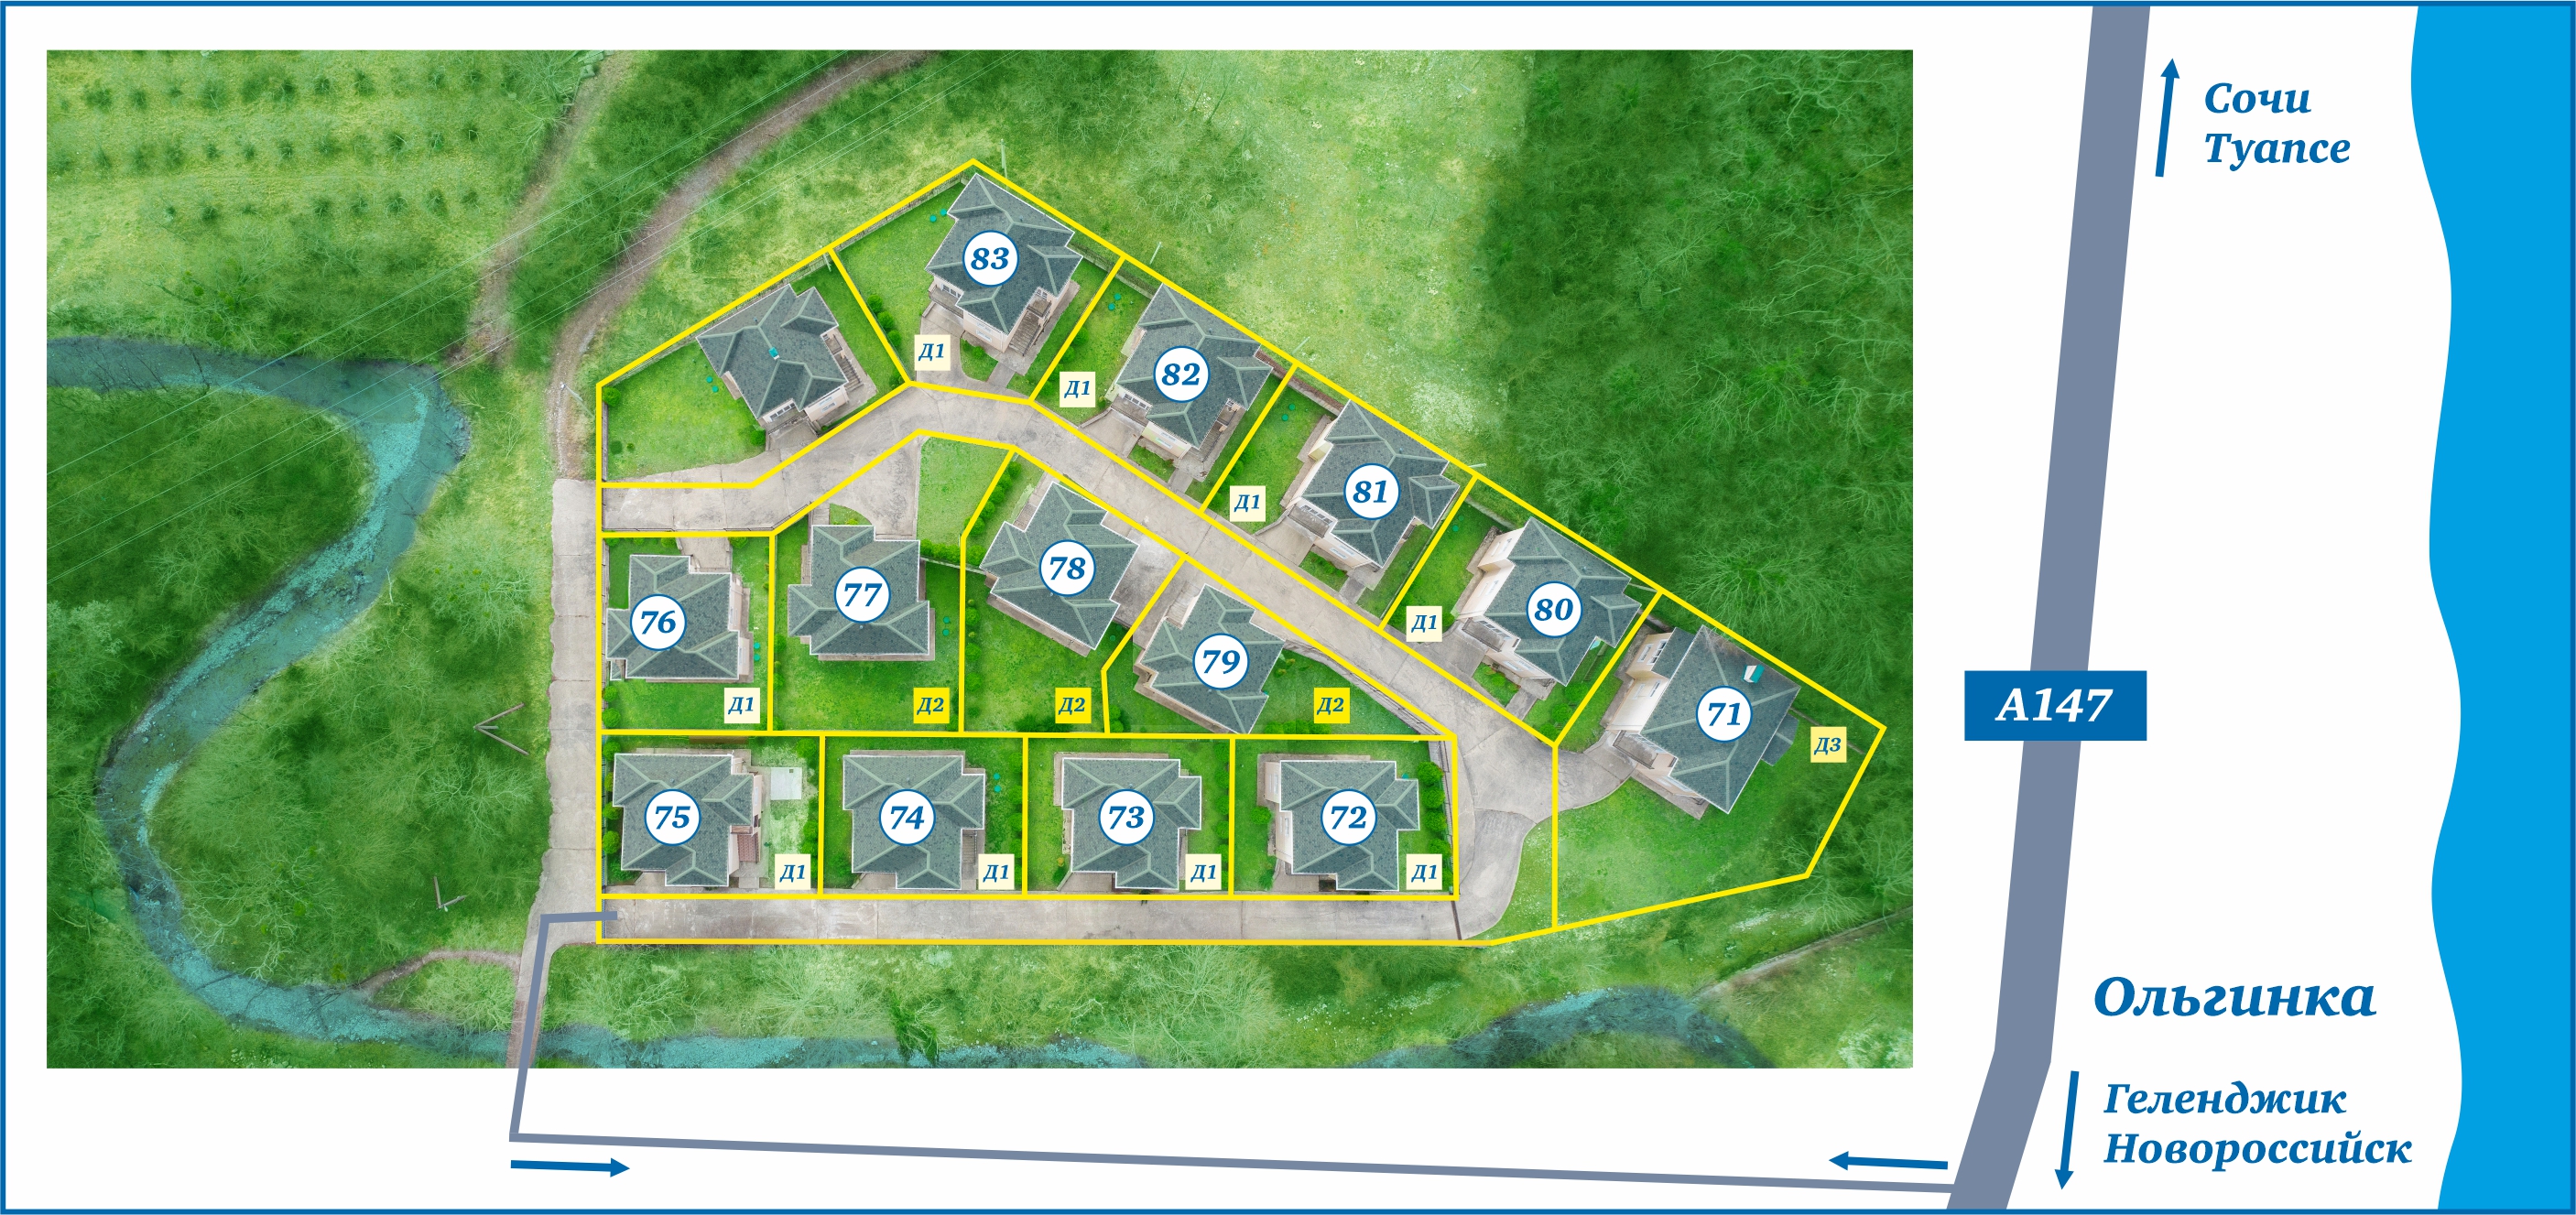 Сочи
Туапсе
83
Д1
82
Д1
81
Д1
80
Д1
78
77
76
79
71
Д1
Д2
Д2
Д2
Д3
А147
75
74
73
72
Д1
Д1
Д1
Д1
Ольгинка
Геленджик
Новороссийск